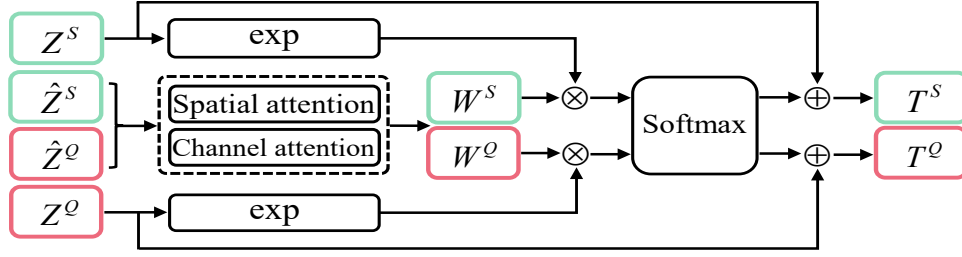 Z^S
exp
Ẑ^S
Ẑ^Q
Spatial attention
Channel attention
W^S
W^Q
⊗
⊗
Softmax
⊕
⊕
T^S
T^Q
Z^Q
exp